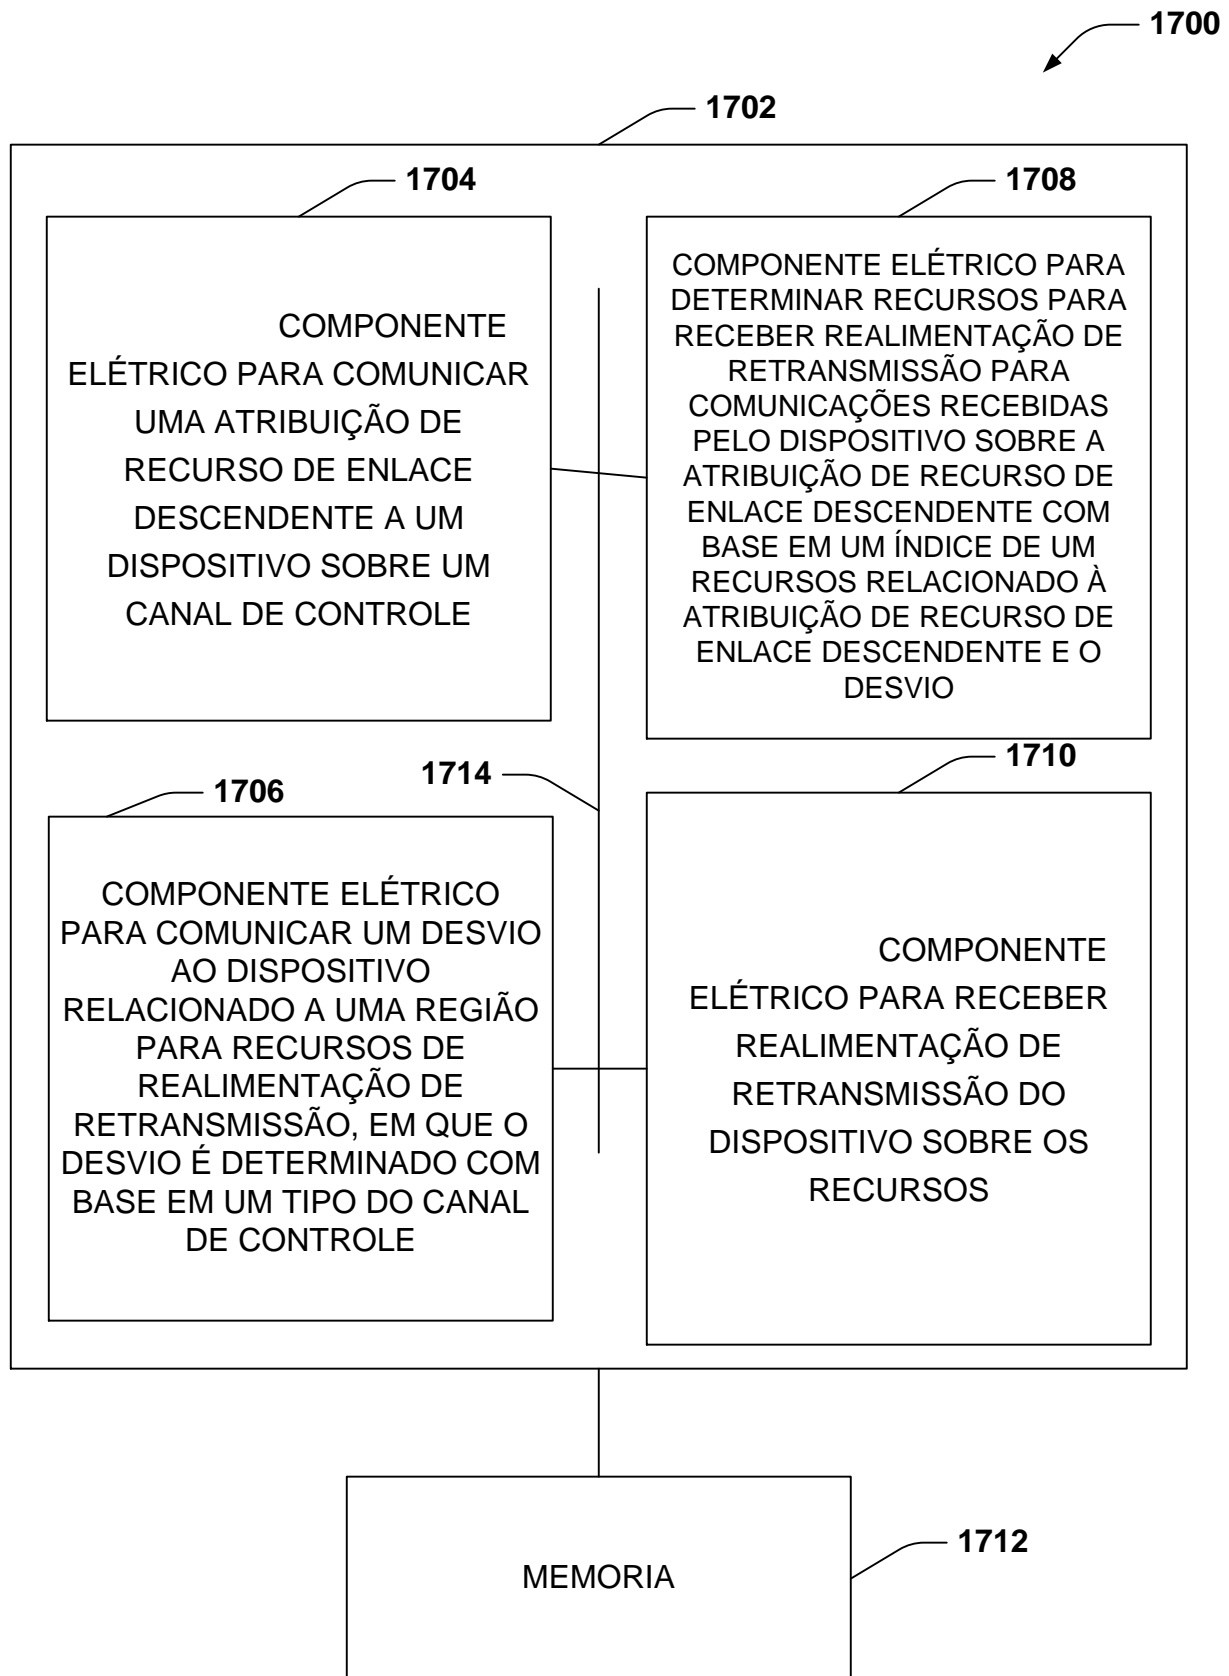 1700
1702
1704
COMPONENTE
ELÉTRICO PARA COMUNICAR
UMA ATRIBUIÇÃO DE
RECURSO DE ENLACE
DESCENDENTE A UM
DISPOSITIVO SOBRE UM
CANAL DE CONTROLE
1708
COMPONENTE ELÉTRICO PARA
DETERMINAR RECURSOS PARA
RECEBER REALIMENTAÇÃO DE
RETRANSMISSÃO PARA
COMUNICAÇÕES RECEBIDAS
PELO DISPOSITIVO SOBRE A
ATRIBUIÇÃO DE RECURSO DE
ENLACE DESCENDENTE COM
BASE EM UM ÍNDICE DE UM
RECURSOS RELACIONADO À
ATRIBUIÇÃO DE RECURSO DE
ENLACE DESCENDENTE E O
DESVIO
1706
COMPONENTE ELÉTRICO
PARA COMUNICAR UM DESVIO
AO DISPOSITIVO
RELACIONADO A UMA REGIÃO
PARA RECURSOS DE
REALIMENTAÇÃO DE
RETRANSMISSÃO, EM QUE O
DESVIO É DETERMINADO COM
BASE EM UM TIPO DO CANAL
DE CONTROLE
1714
1710
COMPONENTE
ELÉTRICO PARA RECEBER
REALIMENTAÇÃO DE
RETRANSMISSÃO DO
DISPOSITIVO SOBRE OS
RECURSOS
MEMORIA
1712